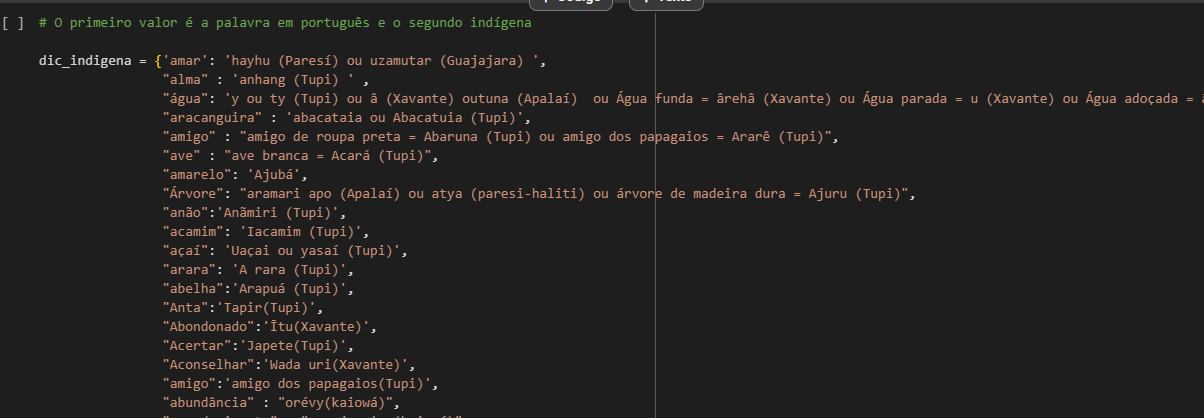 [ ] # O primeiro valor é a palavra em português e o segundo indígena
dic_indigena = {'amar': 'hayhu (Paresí) ou uzamutar (Guajajara) ',
"alma" : 'anhang (Tupi) ' ,
"água": 'y ou ty (Tupi) ou â (Xavante) outuna (Apalaí)  ou Água funda = ârehâ (Xavante) ou Água parada = u (Xavante) ou Água adoçada =
"aracanguira" : 'abacataia ou Abacatuia (Tupi)',
"amigo" : "amigo de roupa preta = Abaruna (Tupi) ou amigo dos papagaios = Ararê (Tupi)",
"ave" : "ave branca = Acará (Tupi)",
"amarelo": 'Ajubá',
"Árvore": "aramari apo (Apalaí) ou atya (paresi-haliti) ou árvore de madeira dura = Ajuru (Tupi)",
"anão":'Anãmiri (Tupi)',
"acamim": 'Iacamim (Tupi)',
"açaí": 'Uaçai ou yasaí (Tupi)',
"arara": 'A rara (Tupi)',
"abelha":'Arapuá (Tupi)',
"Anta":'Tapir(Tupi)',
"Abondonado":'Ĩtu(Xavante)',
"Acertar":'Japete(Tupi)',
"Aconselhar":'Wada uri(Xavante)',
"amigo":'amigo dos papagaios(Tupi)',
"abundância" : "orévy(kaiowá)",